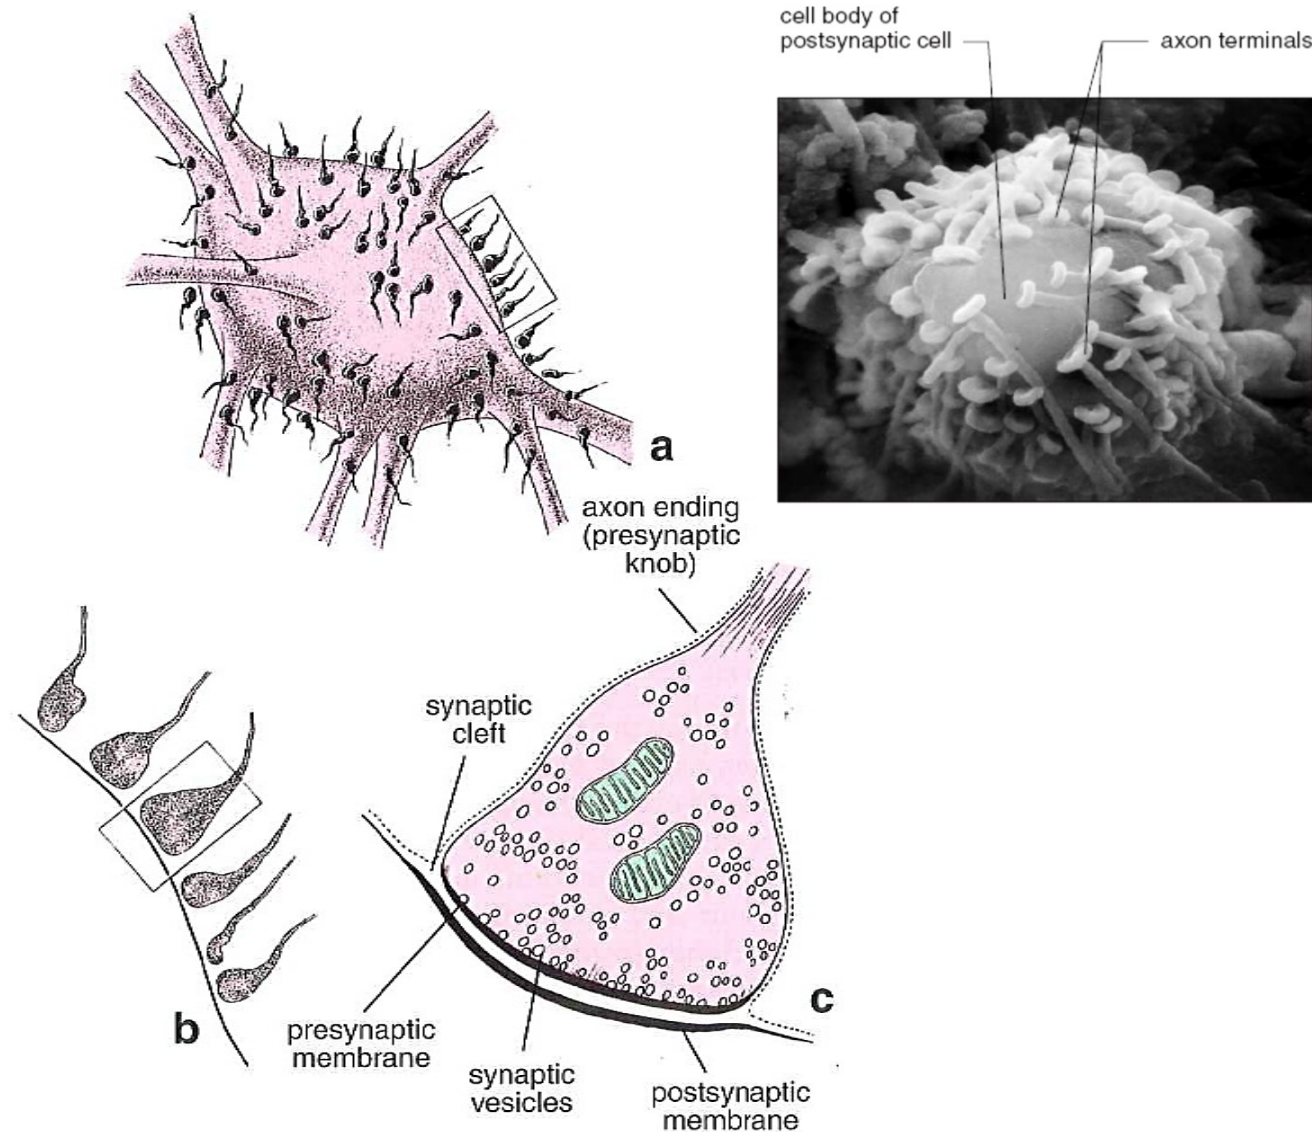 cell body of
postsynaptic cell
axon terminals
a
axon ending
(presynaptic
knob)
synaptic
cleft
b
c
presynaptic
membrane
synaptic
vesicles
postsynaptic
membrane